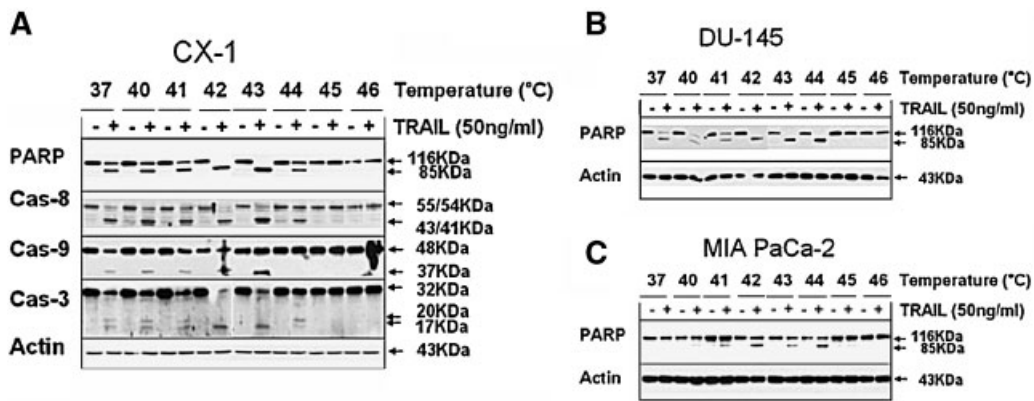 A
CX-1
37 40 41 42 43 44 45 46 Temperature (°C)
- + - + - + - + - + - + - + - + TRAIL (50ng/ml)
PARP
116KDa
85KDa
Cas-8
55/54KDa
43/41KDa
Cas-9
48KDa
37KDa
Cas-3
32KDa
20KDa
17KDa
Actin
43KDa
B
DU-145
37 40 41 42 43 44 45 46 Temperature (°C)
- + - + - + - + - + - + - + - + TRAIL (50ng/ml)
PARP
116KDa
85KDa
Actin
43KDa
C
MIA PaCa-2
37 40 41 42 43 44 45 46 Temperature (°C)
- + - + - + - + - + - + - + - + TRAIL (50ng/ml)
PARP
116KDa
85KDa
Actin
43KDa